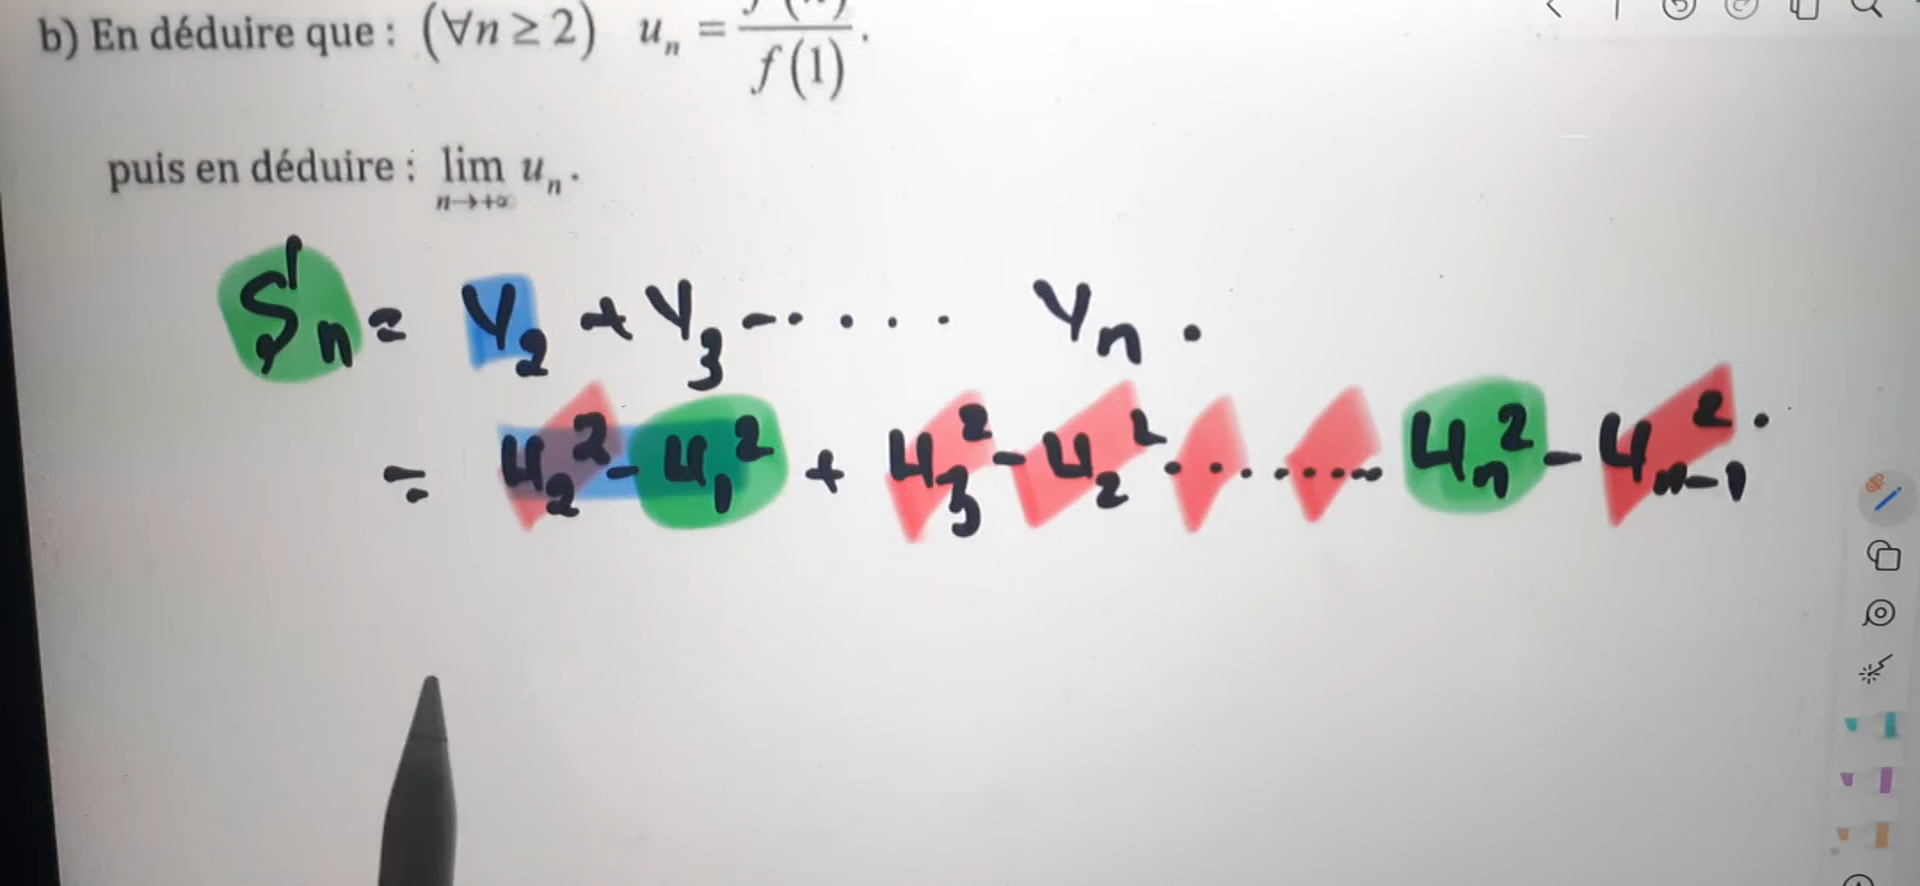 b) En déduire que : (∀n ≥ 2) uₙ = f(n)/f(1).
puis en déduire : lim uₙ.
n→+∞
Sₙ = V₂ + V₃ - ..... Vₙ .
= u₂² - u₁² + u₃² - u₂² ......... uₙ² - uₙ₋₁² .